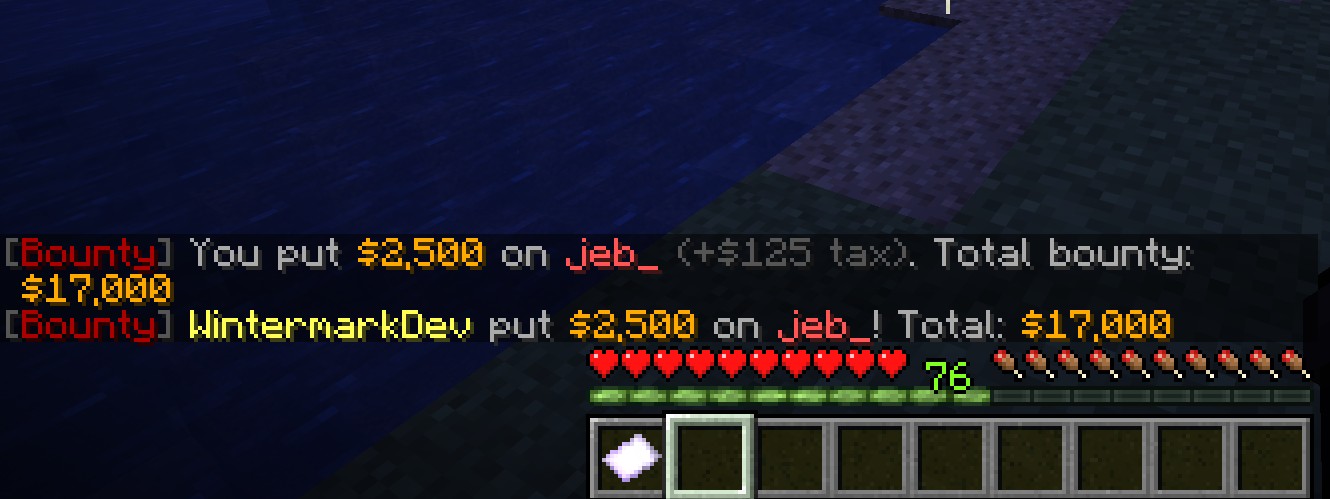 [Bounty] You put $2,500 on jeb_ (+$125 tax). Total bounty:
$17,000
[Bounty] WintermarkDev put $2,500 on jeb_! Total: $17,000
76